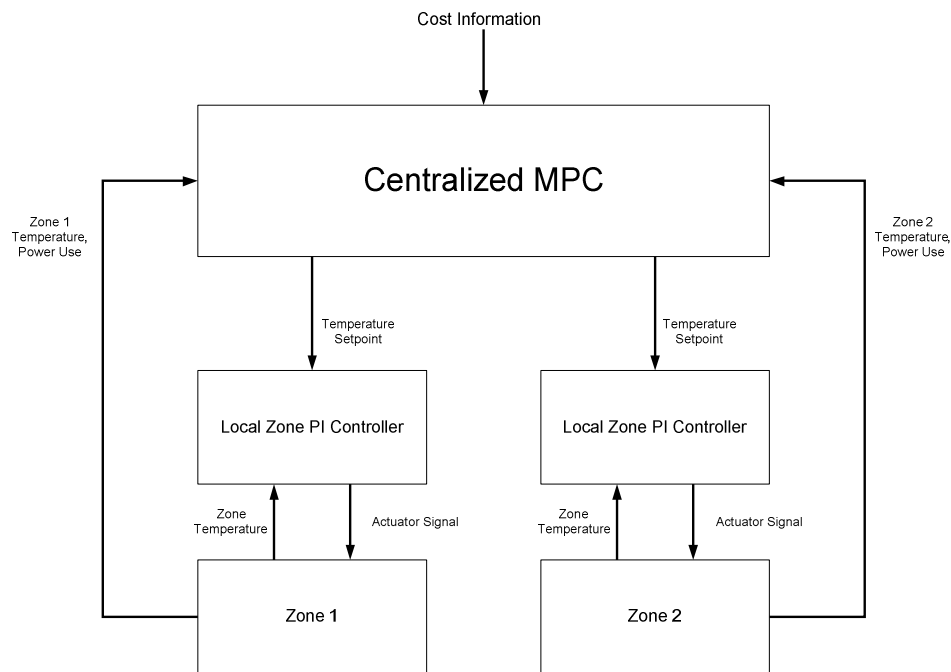 Cost Information
Centralized MPC
Zone 1
Temperature,
Power Use
Zone 2
Temperature,
Power Use
Temperature
Setpoint
Temperature
Setpoint
Local Zone PI Controller
Local Zone PI Controller
Zone
Temperature
Actuator Signal
Zone
Temperature
Actuator Signal
Zone 1
Zone 2